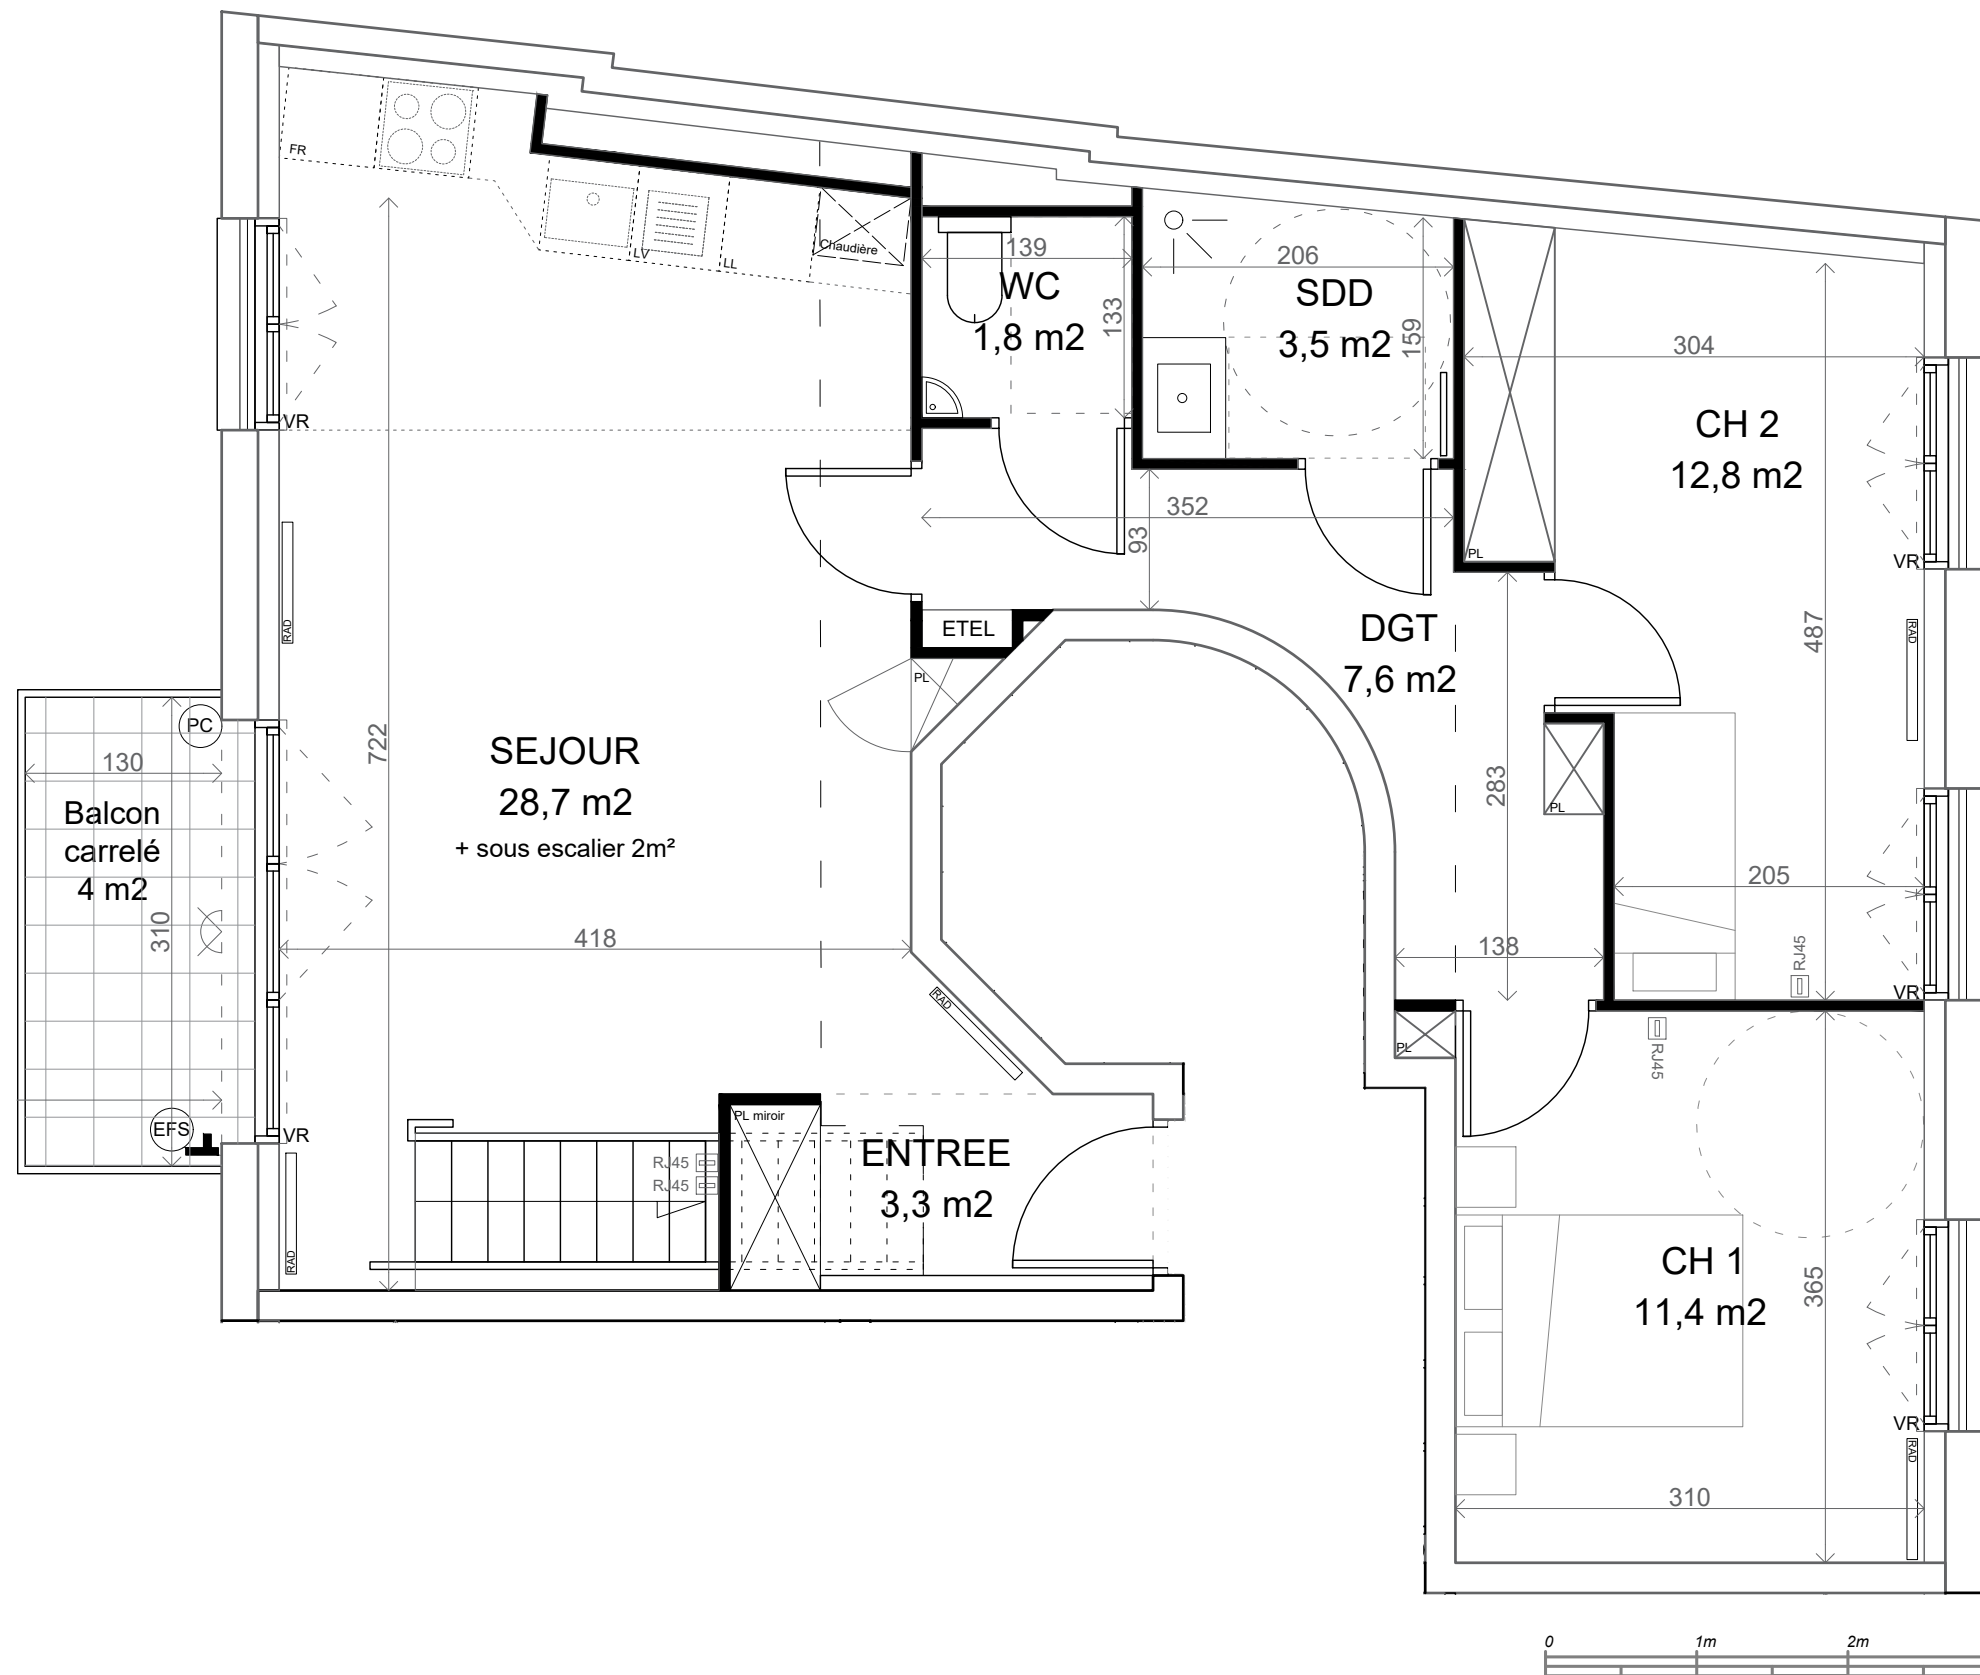 FR
LV
LL
Chaudière
139
WC
1,8 m2
133
206
SDD
3,5 m2
159
304
CH 2
12,8 m2
VR
VR
PL
352
93
RAD
ETEL
PL
DGT
7,6 m2
487
RAD
PC
130
Balcon
carrelé
4 m2
310
722
SEJOUR
28,7 m2
+ sous escalier 2m²
283
PL
205
418
138
RJ45
VR
RAD
PL
RJ45
EFS
VR
PL miroir
RJ45
RJ45
ENTREE
3,3 m2
RAD
CH 1
11,4 m2
365
VR
RAD
310
0 1m 2m